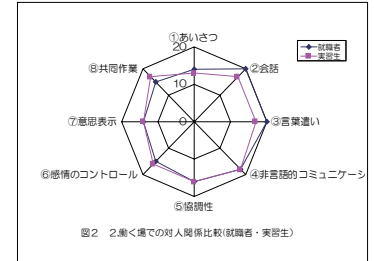 ①あいさつ
20
就職者
実習生
⑧共同作業
②会話
10
⑦意思表示
0
③言葉遣い
⑥感情のコントロール
④非言語的コミュニケーシ
⑤協調性
図2 2.働く場での対人関係比較(就職者・実習生)